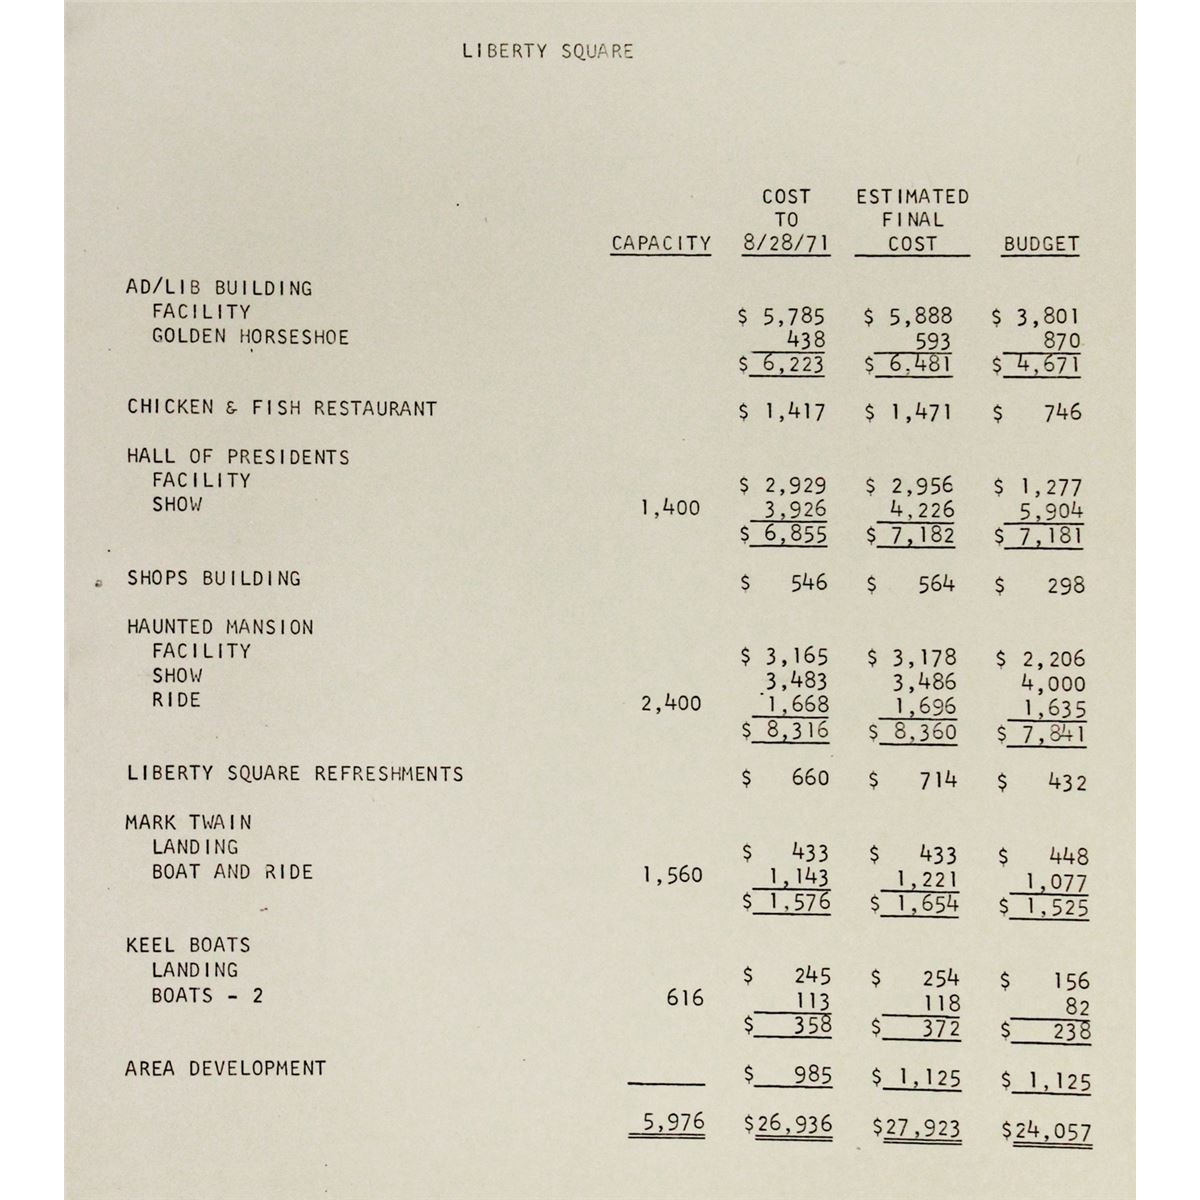 LIBERTY SQUARE
COST ESTIMATED
TO FINAL
CAPACITY 8/28/71 COST BUDGET
AD/LIB BUILDING
FACILITY $ 5,785 $ 5,888 $ 3,801
GOLDEN HORSESHOE 438 593 870
$ 6,223 $ 6,481 $ 4,671
CHICKEN & FISH RESTAURANT $ 1,417 $ 1,471 $ 746
HALL OF PRESIDENTS
FACILITY $ 2,929 $ 2,956 $ 1,277
SHOW 1,400 3,926 4,226 5,904
$ 6,855 $ 7,182 $ 7,181
SHOPS BUILDING $ 546 $ 564 $ 298
HAUNTED MANSION
FACILITY $ 3,165 $ 3,178 $ 2,206
SHOW 3,483 3,486 4,000
RIDE 2,400 1,668 1,696 1,635
$ 8,316 $ 8,360 $ 7,841
LIBERTY SQUARE REFRESHMENTS $ 660 $ 714 $ 432
MARK TWAIN
LANDING $ 433 $ 433 $ 448
BOAT AND RIDE 1,560 1,143 1,221 1,077
$ 1,576 $ 1,654 $ 1,525
KEEL BOATS
LANDING $ 245 $ 254 $ 156
BOATS - 2 616 113 118 82
$ 358 $ 372 $ 238
AREA DEVELOPMENT $ 985 $ 1,125 $ 1,125
5,976 $26,936 $27,923 $24,057